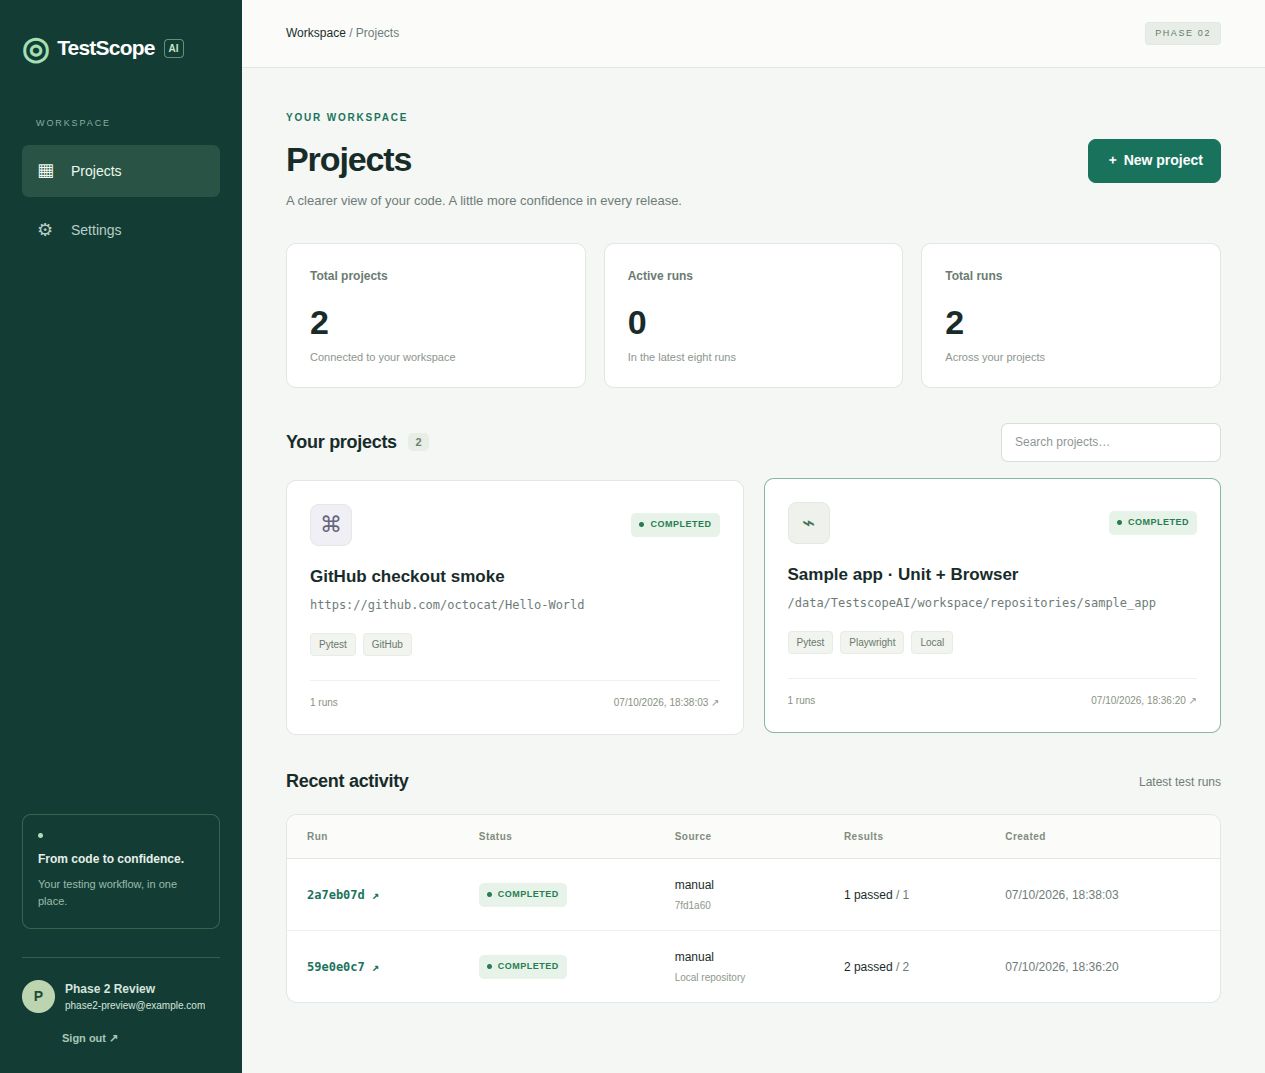 TestScope AI
WORKSPACE
Projects
Settings
From code to confidence.
Your testing workflow, in one
place.
P
Phase 2 Review
phase2-preview@example.com
Sign out ↗
Workspace / Projects
PHASE 02
YOUR WORKSPACE
Projects
+ New project
A clearer view of your code. A little more confidence in every release.
Total projects
2
Connected to your workspace
Active runs
0
In the latest eight runs
Total runs
2
Across your projects
Your projects 2
Search projects…
⌘
COMPLETED
GitHub checkout smoke
https://github.com/octocat/Hello-World
Pytest GitHub
1 runs 07/10/2026, 18:38:03 ↗
COMPLETED
Sample app · Unit + Browser
/data/TestscopeAI/workspace/repositories/sample_app
Pytest Playwright Local
1 runs 07/10/2026, 18:36:20 ↗
Recent activity
Latest test runs
Run Status Source Results Created
2a7eb07d ↗ COMPLETED manual 1 passed / 1 07/10/2026, 18:38:03
7fd1a60
59e0e0c7 ↗ COMPLETED manual 2 passed / 2 07/10/2026, 18:36:20
Local repository